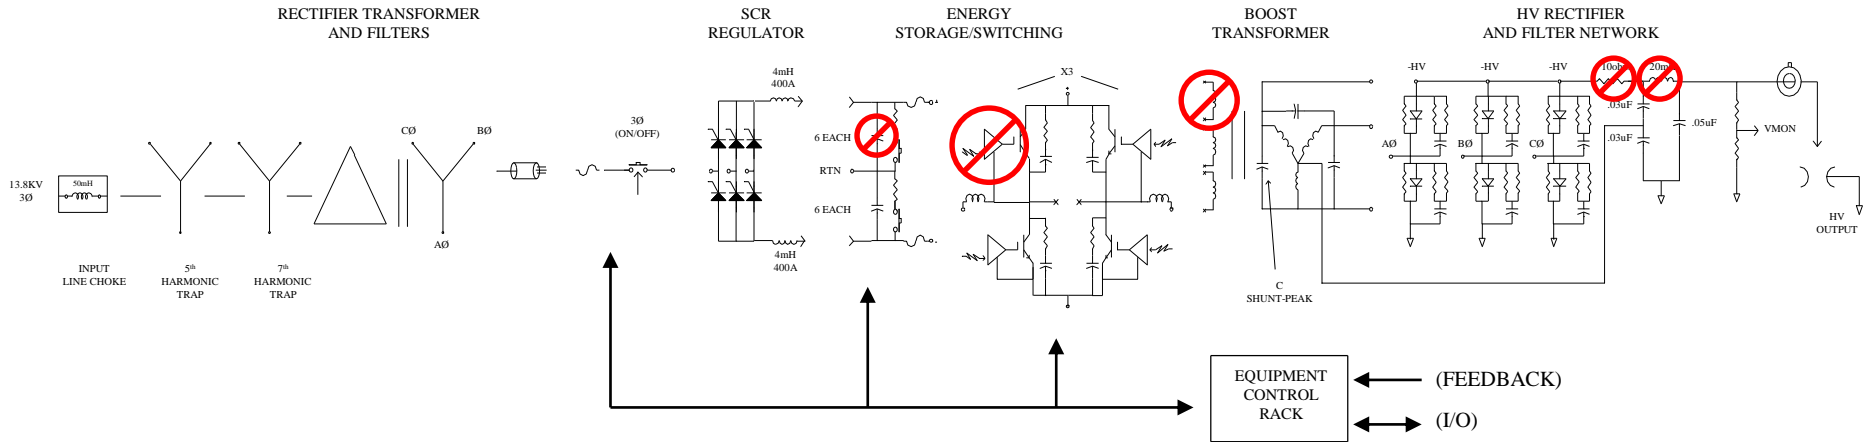 RECTIFIER TRANSFORMER
AND FILTERS
SCR
REGULATOR
ENERGY
STORAGE/SWITCHING
BOOST
TRANSFORMER
HV RECTIFIER
AND FILTER NETWORK
13.8KV
3Ø
50mH
INPUT
LINE CHOKE
5th
HARMONIC
TRAP
7th
HARMONIC
TRAP
CØ
BØ
AØ
3Ø
(ON/OFF)
4mH
400A
4mH
400A
6 EACH
RTN
6 EACH
X3
+
C
SHUNT-PEAK
-HV
-HV
-HV
AØ
BØ
CØ
.03uF
.03uF
.05uF
VMON
HV
OUTPUT
EQUIPMENT
CONTROL
RACK
(FEEDBACK)
(I/O)